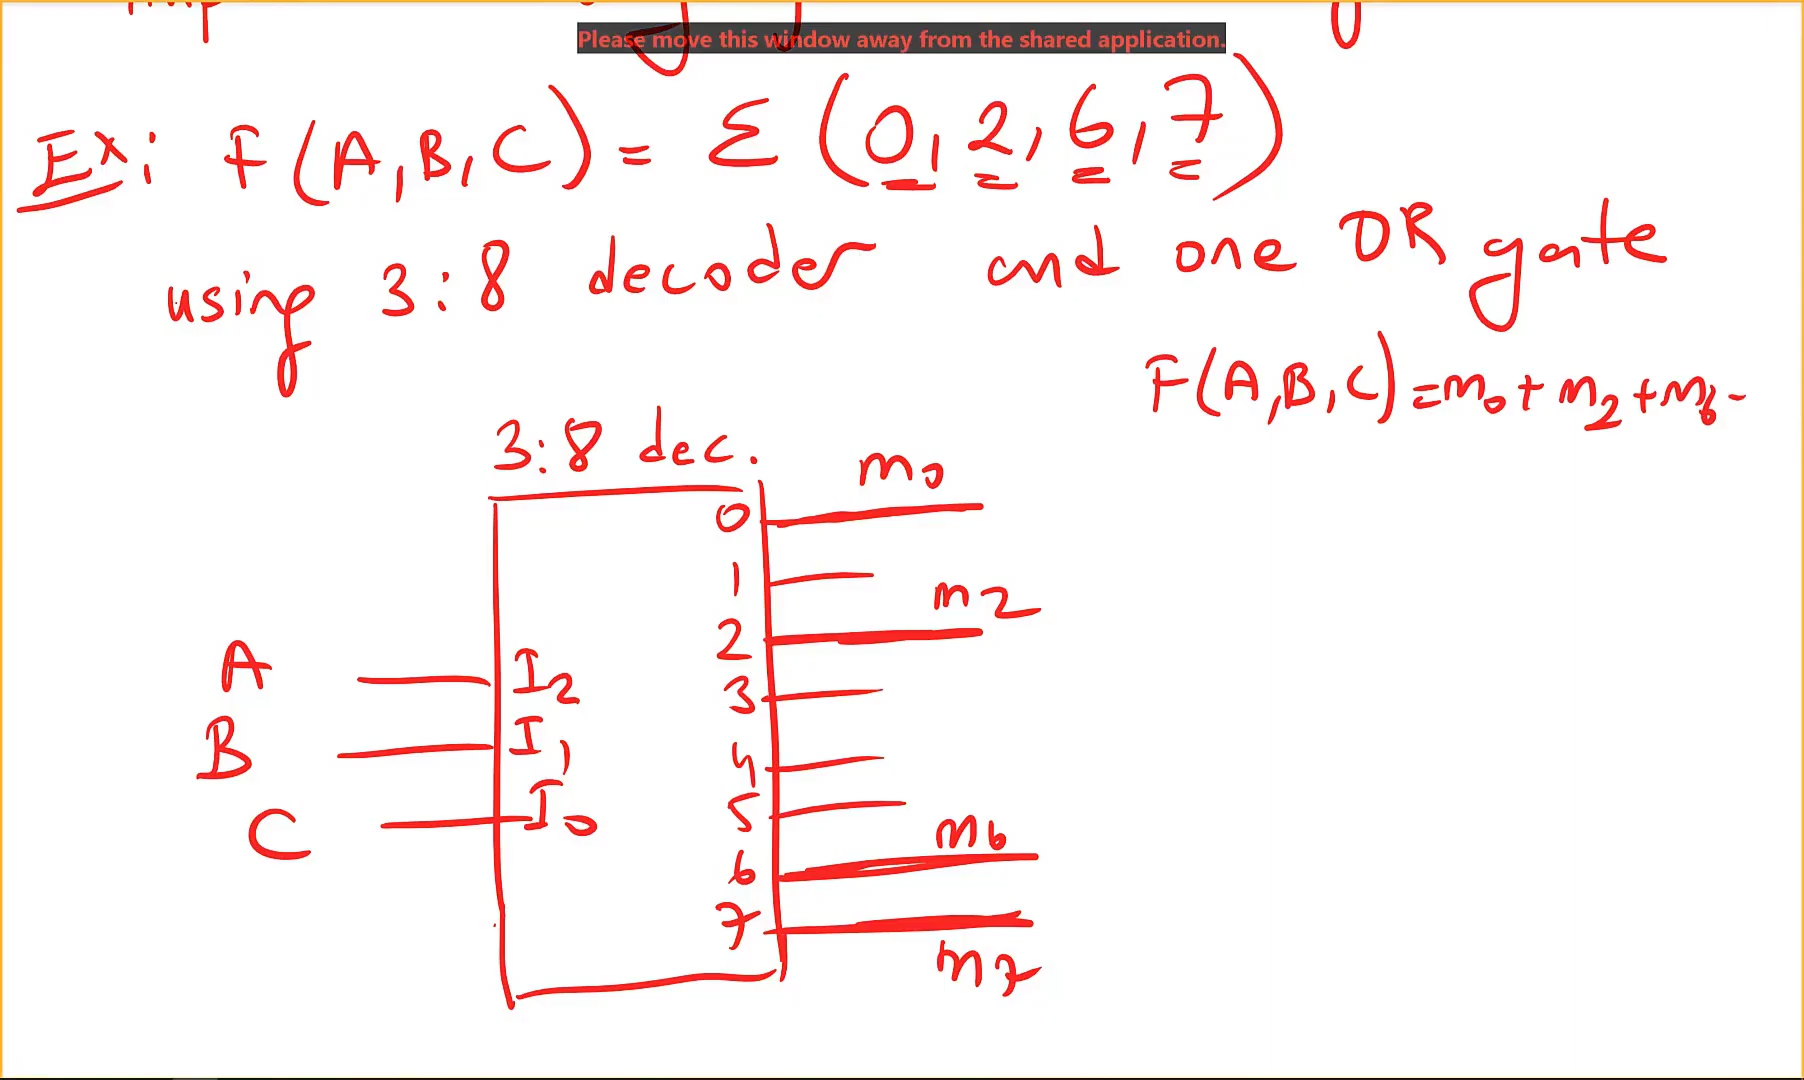 Please move this window away from the shared application.
Ex: F(A,B,C) = Σ(0,2,6,7)
using 3:8 decoder and one OR gate
F(A,B,C)=m0+m2+m6-
3:8 dec.
m0
0
1
m2
2
A I2
3
B I1
4
C I0
5
m6
6
7
m7